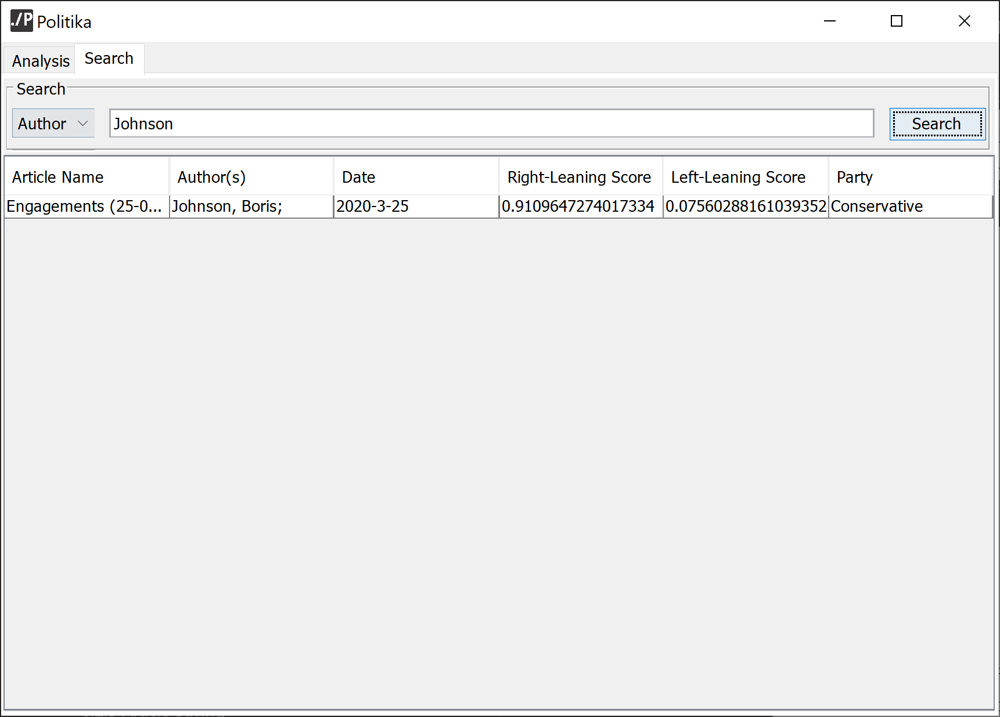 ./P Politika
Analysis Search
Search
Author Johnson Search
Article Name Author(s) Date Right-Leaning Score Left-Leaning Score Party
Engagements (25-0... Johnson, Boris; 2020-3-25 0.9109647274017334 0.07560288161039352 Conservative